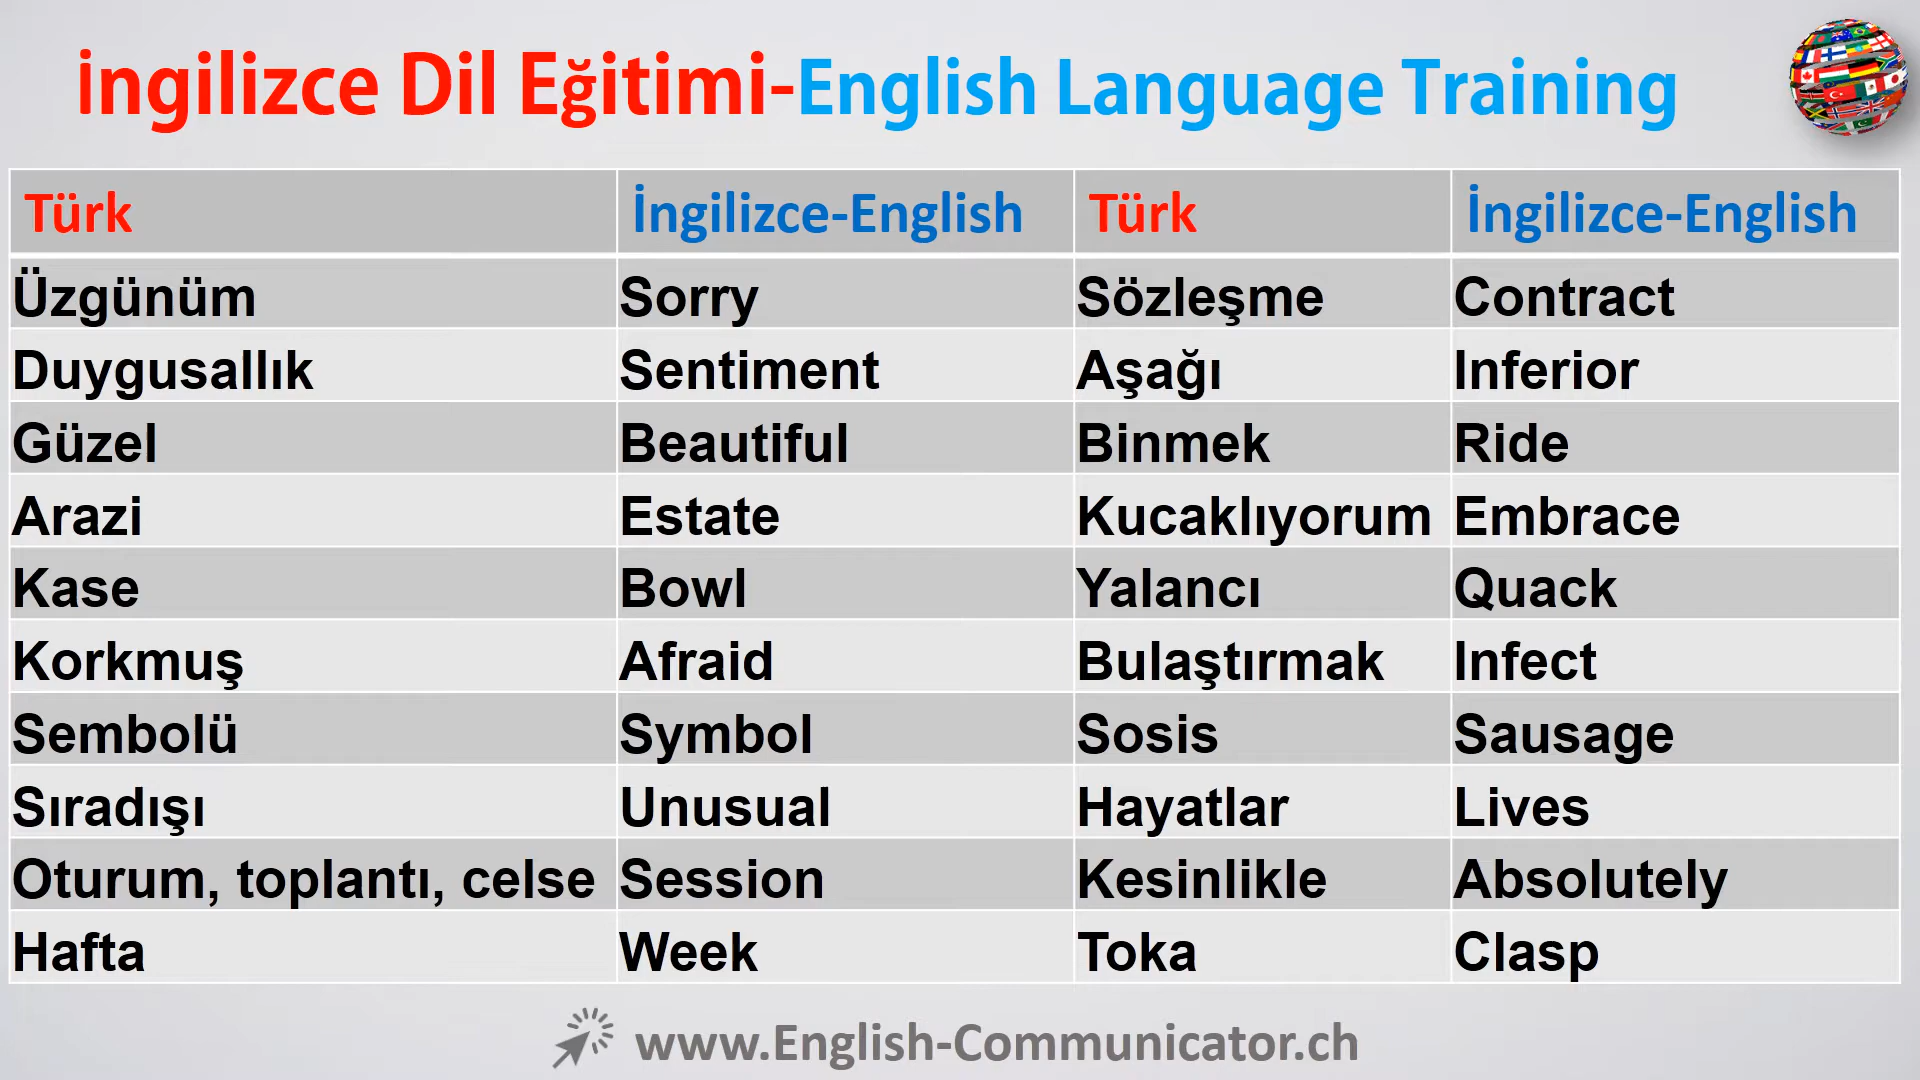 İngilizce Dil Eğitimi-English Language Training
Türk İngilizce-English Türk İngilizce-English
Üzgünüm Sorry Sözleşme Contract
Duygusallık Sentiment Aşağı Inferior
Güzel Beautiful Binmek Ride
Arazi Estate Kucaklıyorum Embrace
Kase Bowl Yalancı Quack
Korkmuş Afraid Bulaştırmak Infect
Sembolü Symbol Sosis Sausage
Sıradışı Unusual Hayatlar Lives
Oturum, toplantı, celse Session Kesinlikle Absolutely
Hafta Week Toka Clasp
www.English-Communicator.ch